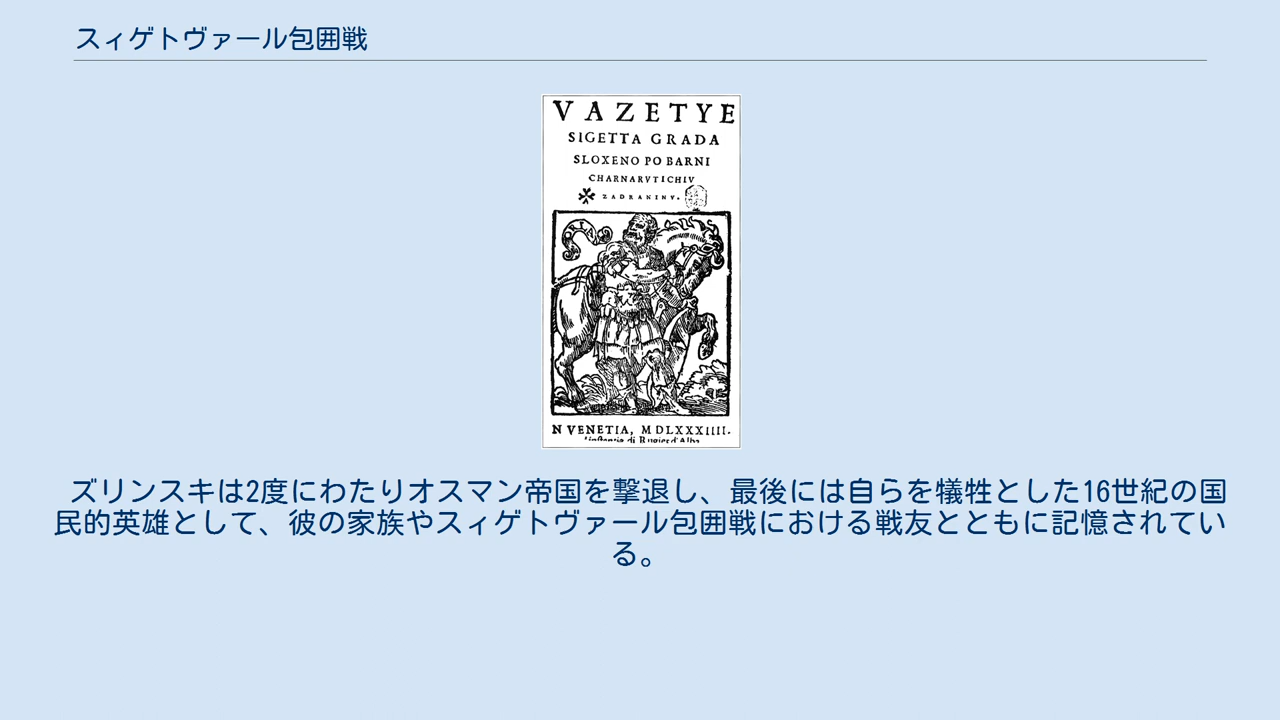 スィゲトヴァール包囲戦
VAZETYE
SIGETTA GRADA
SLOXENO PO BARNI
CHARNARVTICHIV
ZADRANINV.
N VENETIA, MDLXXXIIII.
ズリンスキは2度にわたりオスマン帝国を撃退し、最後には自らを犠牲とした16世紀の国
民的英雄として、彼の家族やスィゲトヴァール包囲戦における戦友とともに記憶されてい
る。